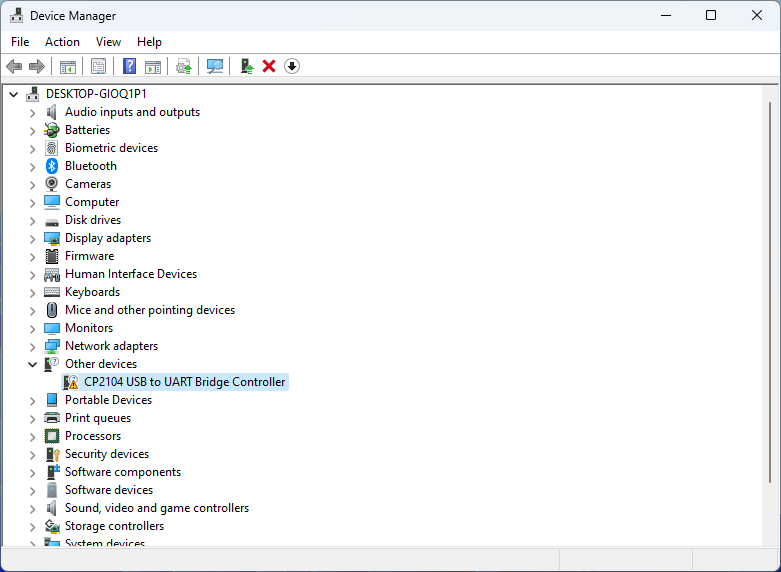 Device Manager
File Action View Help
DESKTOP-GIOQ1P1
Audio inputs and outputs
Batteries
Biometric devices
Bluetooth
Cameras
Computer
Disk drives
Display adapters
Firmware
Human Interface Devices
Keyboards
Mice and other pointing devices
Monitors
Network adapters
Other devices
CP2104 USB to UART Bridge Controller
Portable Devices
Print queues
Processors
Security devices
Software components
Software devices
Sound, video and game controllers
Storage controllers
System devices